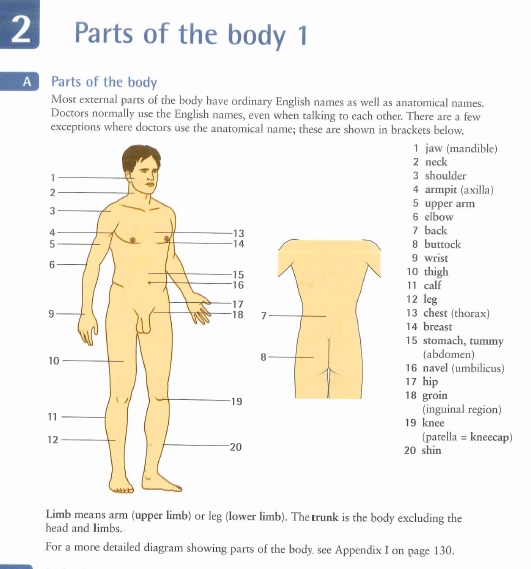 2
Parts of the body 1
A
Parts of the body
Most external parts of the body have ordinary English names as well as anatomical names.
Doctors normally use the English names, even when talking to each other. There are a few
exceptions where doctors use the anatomical name; these are shown in brackets below.
1
2
3
4
5
6
9
10
11
12
13
14
15
16
17
18
19
20
7
8
1 jaw (mandible)
2 neck
3 shoulder
4 armpit (axilla)
5 upper arm
6 elbow
7 back
8 buttock
9 wrist
10 thigh
11 calf
12 leg
13 chest (thorax)
14 breast
15 stomach, tummy
(abdomen)
16 navel (umbilicus)
17 hip
18 groin
(inguinal region)
19 knee
(patella = kneecap)
20 shin
Limb means arm (upper limb) or leg (lower limb). The trunk is the body excluding the
head and limbs.
For a more detailed diagram showing parts of the body, see Appendix I on page 130.